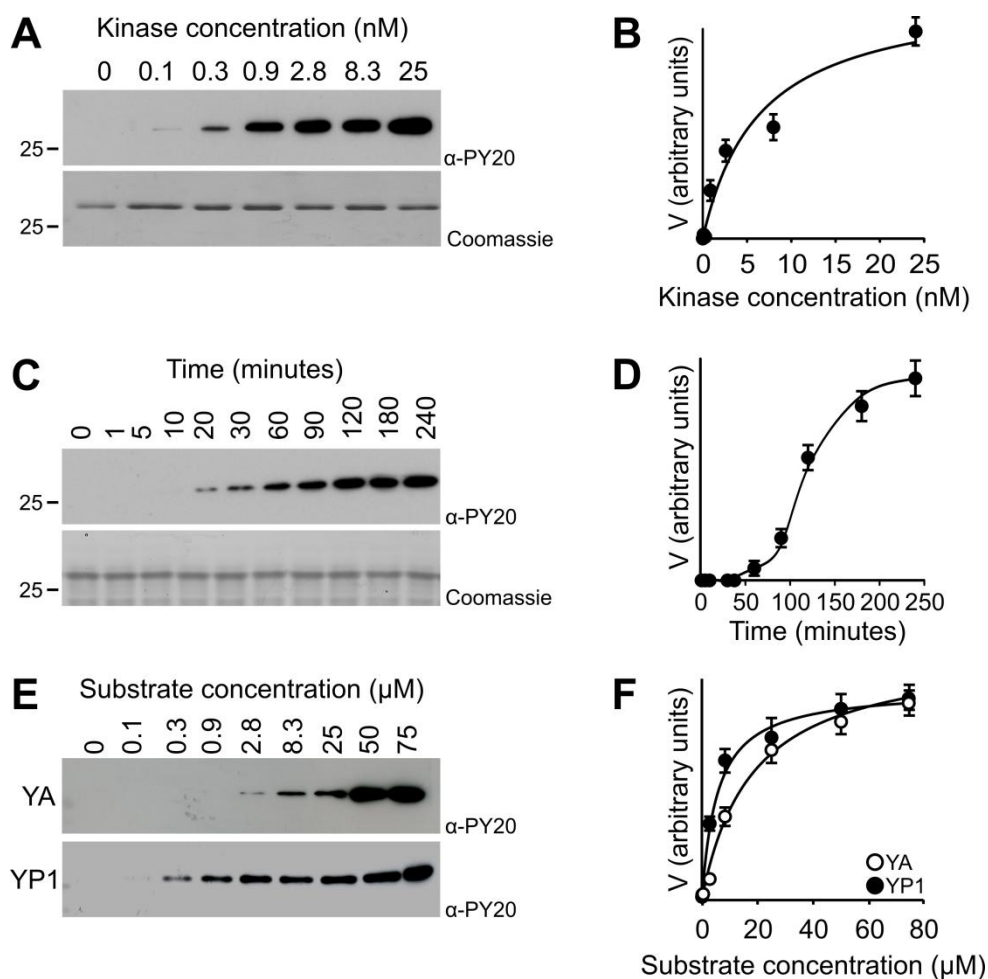 A
Kinase concentration (nM)
0 0.1 0.3 0.9 2.8 8.3 25
25
α-PY20
25
Coomassie
B
V (arbitrary units)
0 5 10 15 20 25
Kinase concentration (nM)
C
Time (minutes)
0 1 5 10 20 30 60 90 120 180 240
25
α-PY20
25
Coomassie
D
V (arbitrary units)
0 50 100 150 200 250
Time (minutes)
E
Substrate concentration (µM)
0 0.1 0.3 0.9 2.8 8.3 25 50 75
YA
α-PY20
YP1
α-PY20
F
V (arbitrary units)
YA
YP1
0 20 40 60 80
Substrate concentration (µM)